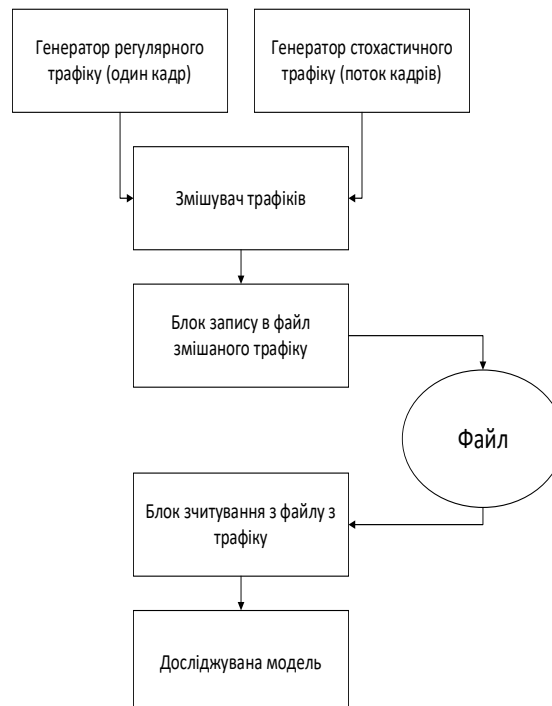 Генератор регулярного
трафіку (один кадр)
Генератор стохастичного
трафіку (поток кадрів)
Змішувач трафіків
Блок запису в файл
змішаного трафіку
Файл
Блок зчитування з файлу з
трафіку
Досліджувана модель